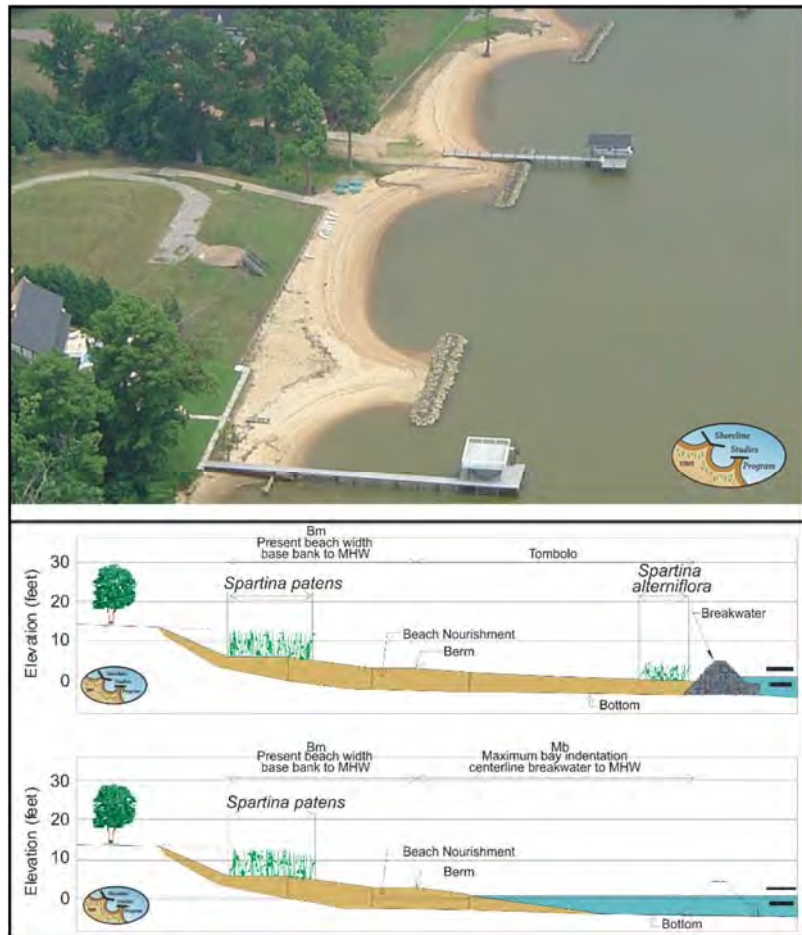 Shoreline
Studies
Program
VIMS
Bm
Present beach width
base bank to MHW
Tombolo
Spartina patens
Spartina
alterniflora
Breakwater
Beach Nourishment
Berm
Bottom
Elevation (feet)
30
20
10
0
Bm
Present beach width
base bank to MHW
Mb
Maximum bay indentation
centerline breakwater to MHW
Spartina patens
Beach Nourishment
Berm
Bottom
Elevation (feet)
30
20
10
0